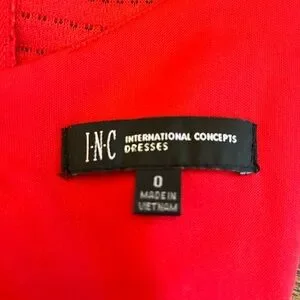 I·N·C INTERNATIONAL CONCEPTS
DRESSES
0
MADE IN
VIETNAM